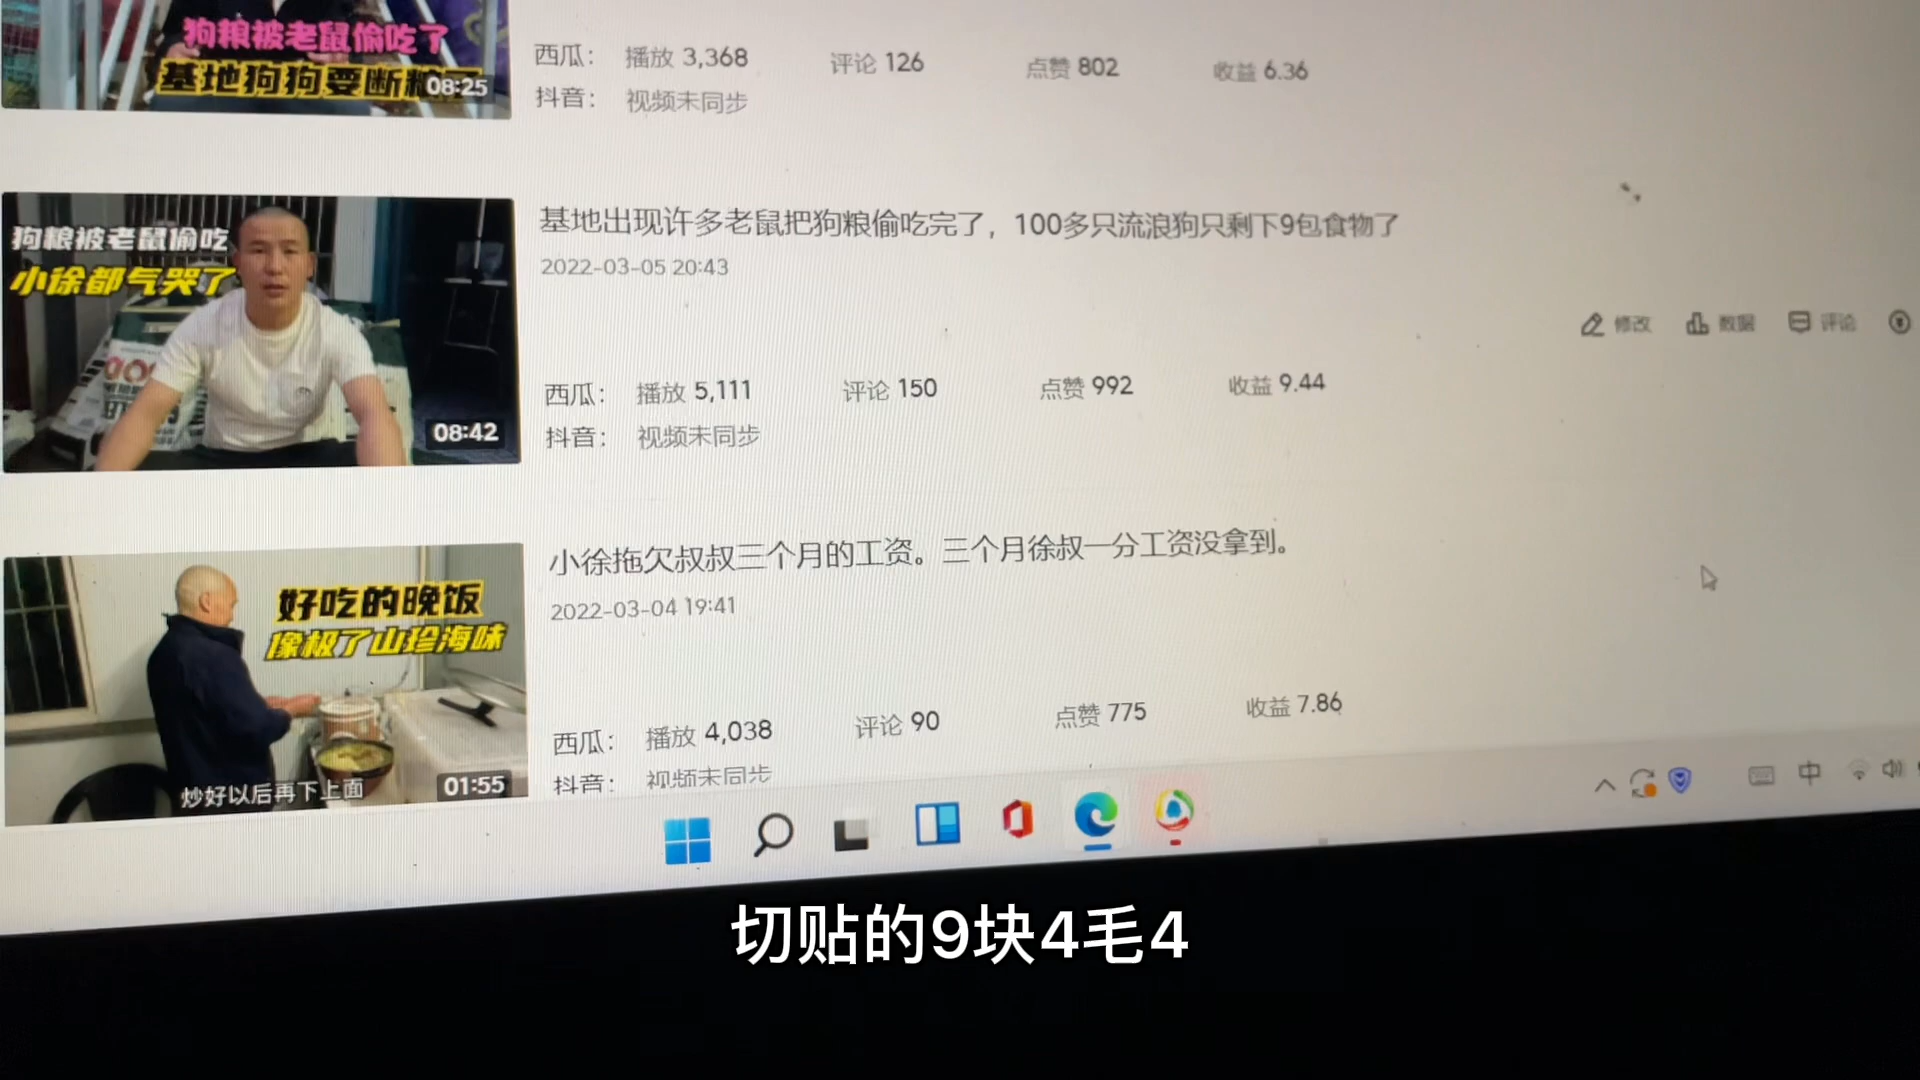 狗粮被老鼠偷吃了
基地狗狗要断粮了
08:25
西瓜： 播放 3,368 评论 126 点赞 802 收益 6.36
抖音： 视频未同步
狗粮被老鼠偷吃
小徐都气哭了
08:42
基地出现许多老鼠把狗粮偷吃完了，100多只流浪狗只剩下9包食物了
2022-03-05 20:43
修改 数据 评论
西瓜： 播放 5,111 评论 150 点赞 992 收益 9.44
抖音： 视频未同步
好吃的晚饭
像极了山珍海味
炒好以后再下上面
01:55
小徐拖欠叔叔三个月的工资。三个月徐叔一分工资没拿到。
2022-03-04 19:41
西瓜： 播放 4,038 评论 90 点赞 775 收益 7.86
抖音： 视频未同步
中
切贴的9块4毛4